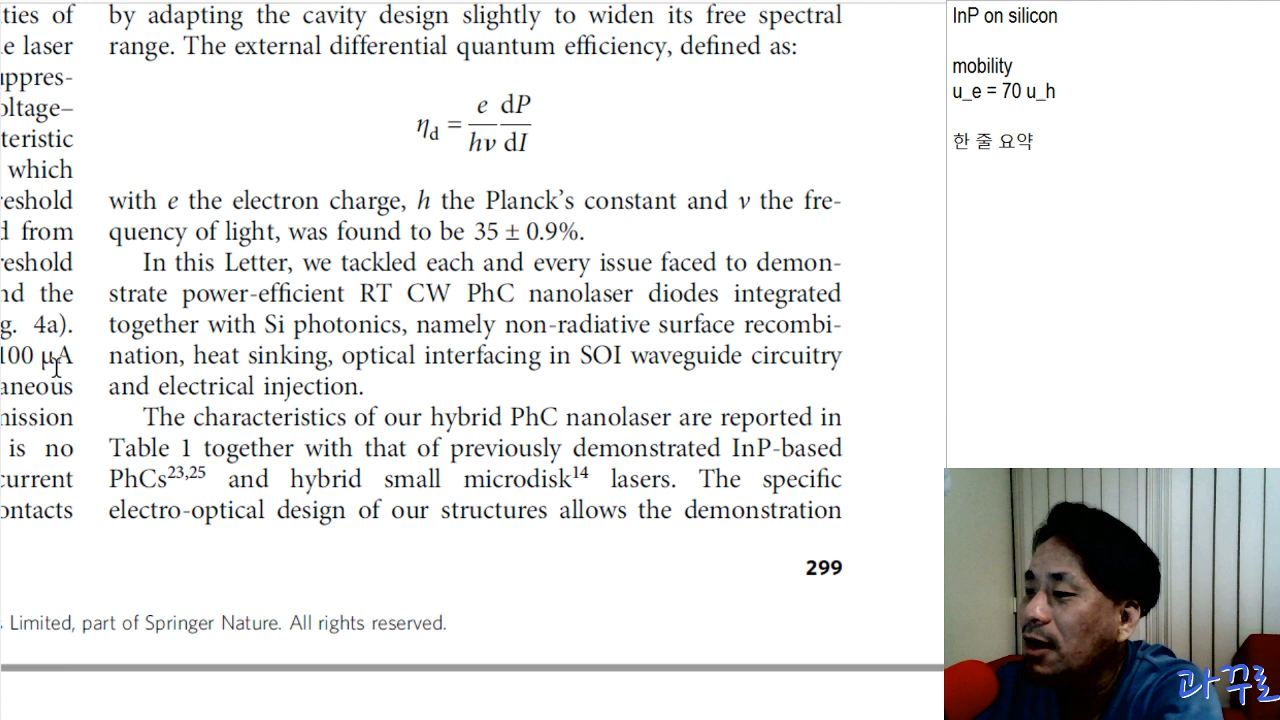 ties of
e laser
uppres-
oltage–
teristic
which
reshold
d from
reshold
nd the
g. 4a).
100 μA
aneous
mission
is no
current
ontacts
by adapting the cavity design slightly to widen its free spectral
range. The external differential quantum efficiency, defined as:
η_d = e/hν dP/dI
with e the electron charge, h the Planck’s constant and ν the fre-
quency of light, was found to be 35 ± 0.9%.
In this Letter, we tackled each and every issue faced to demon-
strate power-efficient RT CW PhC nanolaser diodes integrated
together with Si photonics, namely non-radiative surface recombi-
nation, heat sinking, optical interfacing in SOI waveguide circuitry
and electrical injection.
The characteristics of our hybrid PhC nanolaser are reported in
Table 1 together with that of previously demonstrated InP-based
PhCs23,25 and hybrid small microdisk14 lasers. The specific
electro-optical design of our structures allows the demonstration
299
Limited, part of Springer Nature. All rights reserved.
InP on silicon
mobility
u_e = 70 u_h
한 줄 요약
과꾸로